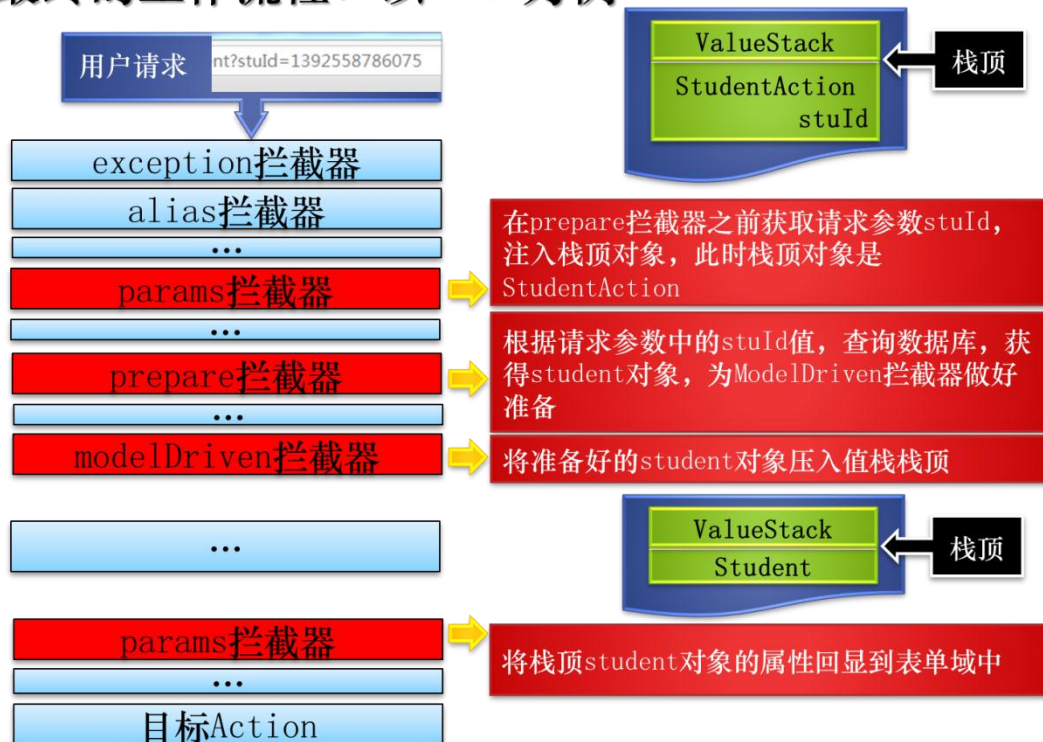 最终的工作流程 为例
用户请求
nt?stuId=1392558786075
ValueStack
StudentAction
stuId
栈顶
exception拦截器
alias拦截器
...
params拦截器
在prepare拦截器之前获取请求参数stuId，
注入栈顶对象，此时栈顶对象是
StudentAction
...
prepare拦截器
根据请求参数中的stuId值，查询数据库，获
得student对象，为ModelDriven拦截器做好
准备
...
modelDriven拦截器
将准备好的student对象压入值栈栈顶
...
ValueStack
Student
栈顶
params拦截器
将栈顶student对象的属性回显到表单域中
...
目标Action